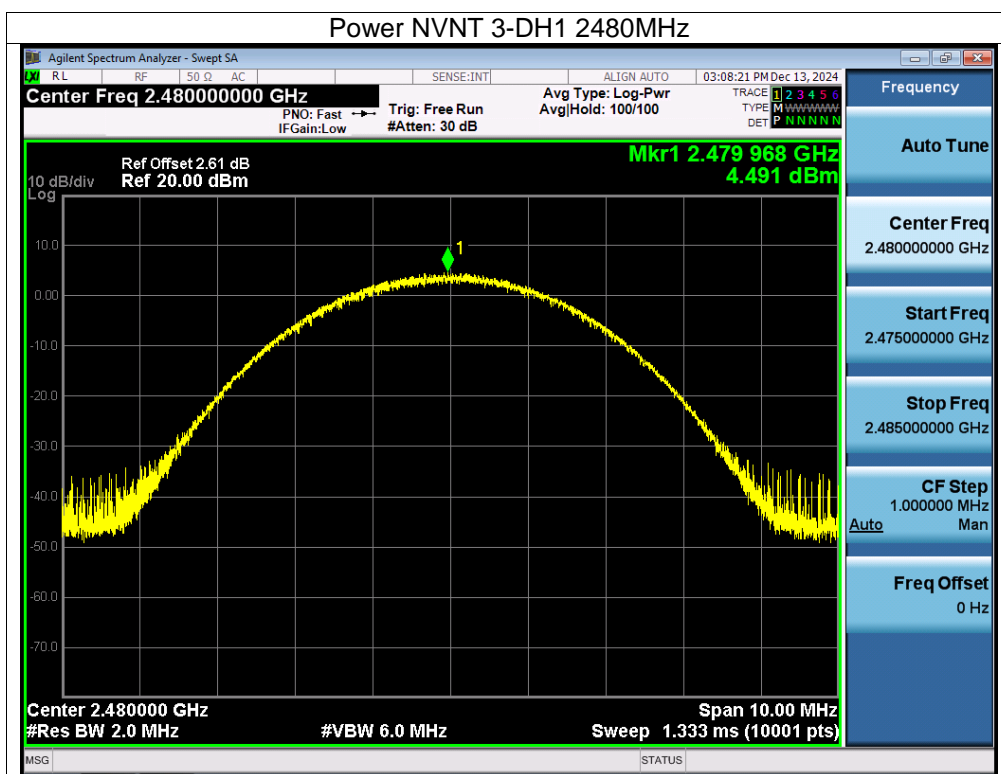 Power NVNT 3-DH1 2480MHz
Agilent Spectrum Analyzer - Swept SA
LXI RL RF 50 Ω AC SENSE:INT ALIGN AUTO 03:08:21 PM Dec 13, 2024
Center Freq 2.480000000 GHz
PNO: Fast
IFGain:Low
Trig: Free Run
#Atten: 30 dB
Avg Type: Log-Pwr
Avg|Hold: 100/100
TRACE 1 2 3 4 5 6
TYPE M WWWWW
DET P N N N N N
Mkr1 2.479 968 GHz
4.491 dBm
Ref Offset 2.61 dB
10 dB/div Ref 20.00 dBm
Log
1
10.0
0.00
-10.0
-20.0
-30.0
-40.0
-50.0
-60.0
-70.0
Center 2.480000 GHz Span 10.00 MHz
#Res BW 2.0 MHz #VBW 6.0 MHz Sweep 1.333 ms (10001 pts)
MSG STATUS
Frequency
Auto Tune
Center Freq
2.480000000 GHz
Start Freq
2.475000000 GHz
Stop Freq
2.485000000 GHz
CF Step
1.000000 MHz
Auto Man
Freq Offset
0 Hz